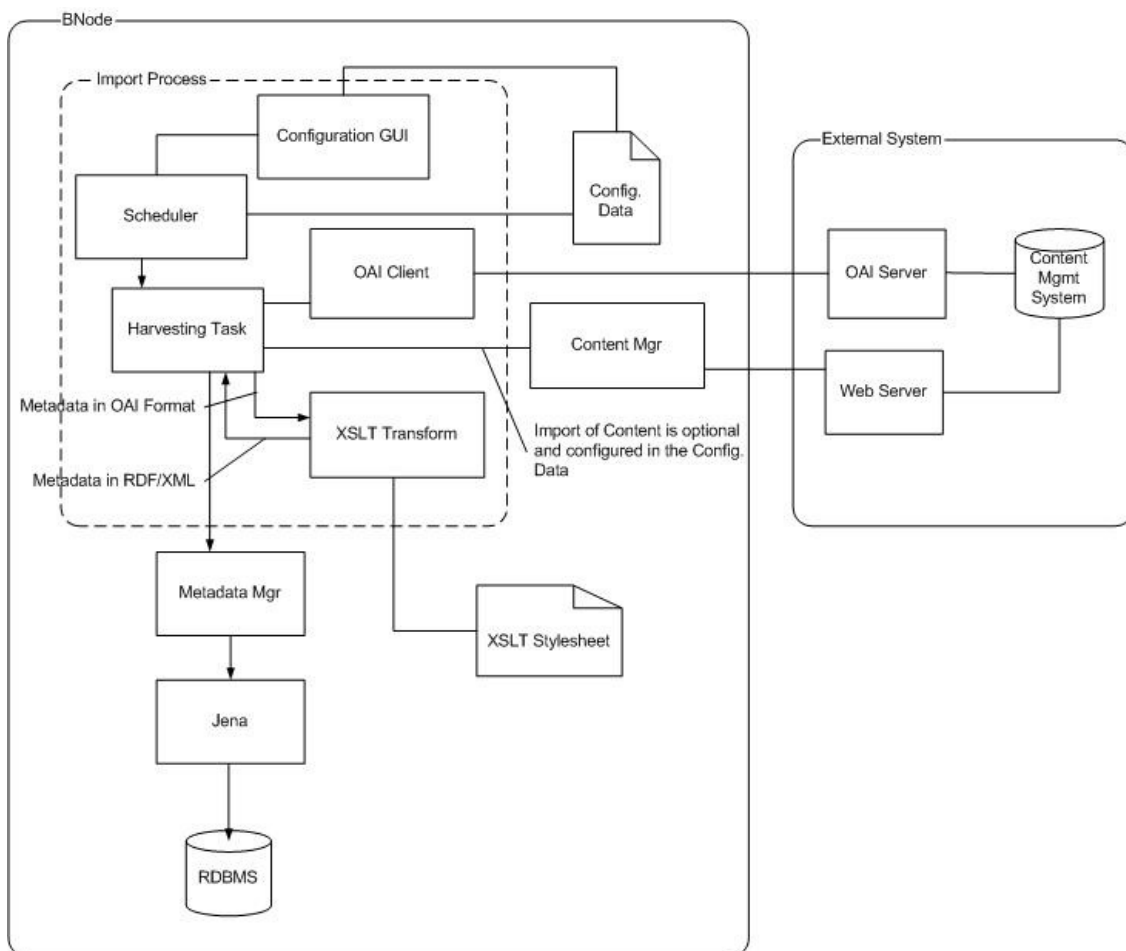 BNode
Import Process
Configuration GUI
External System
Config.
Data
Scheduler
OAI Client
OAI Server
Content
Mgmt
System
Harvesting Task
Content Mgr
Web Server
Metadata in OAI Format
XSLT Transform
Import of Content is optional
and configured in the Config.
Data
Metadata in RDF/XML
Metadata Mgr
XSLT Stylesheet
Jena
RDBMS